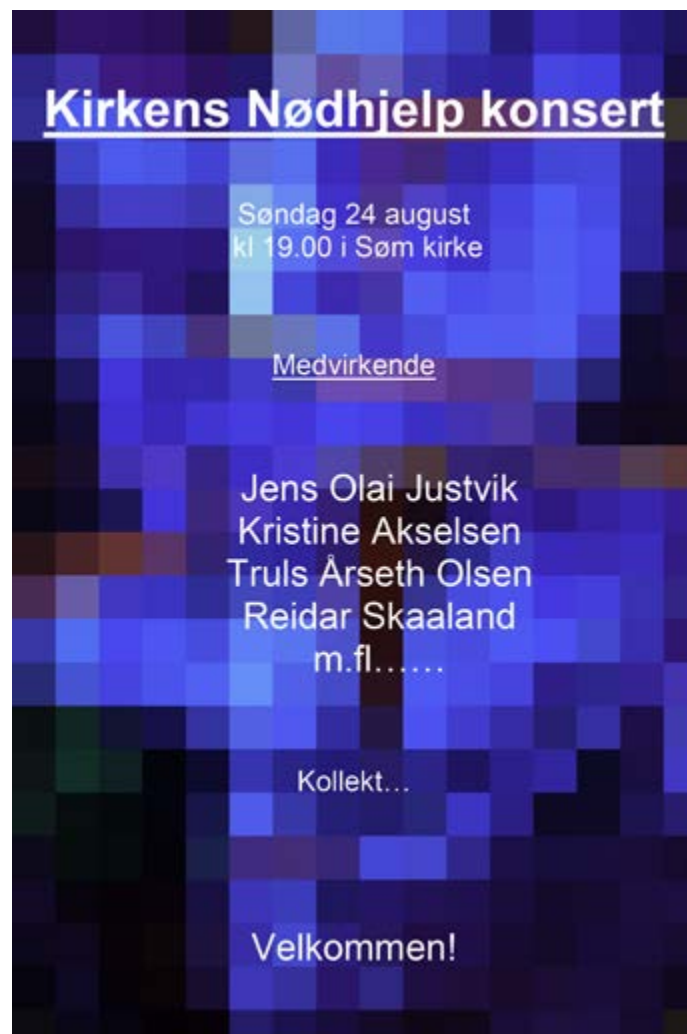 Kirkens Nødhjelp konsert
Søndag 24 august
kl 19.00 i Søm kirke
Medvirkende
Jens Olai Justvik
Kristine Akselsen
Truls Årseth Olsen
Reidar Skaaland
m.fl……
Kollekt…
Velkommen!